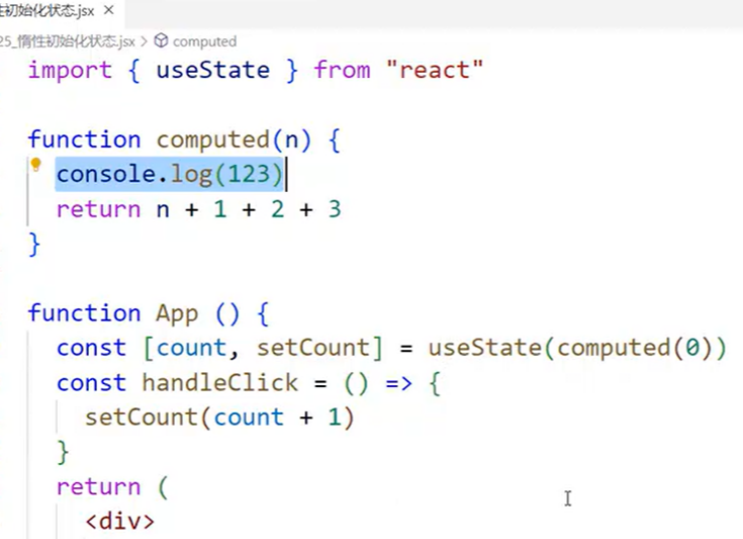 初始化状态.jsx ×
25_惰性初始化状态.jsx > computed
import { useState } from "react"
function computed(n) {
console.log(123)
return n + 1 + 2 + 3
}
function App () {
const [count, setCount] = useState(computed(0))
const handleClick = () => {
setCount(count + 1)
}
return (
<div>